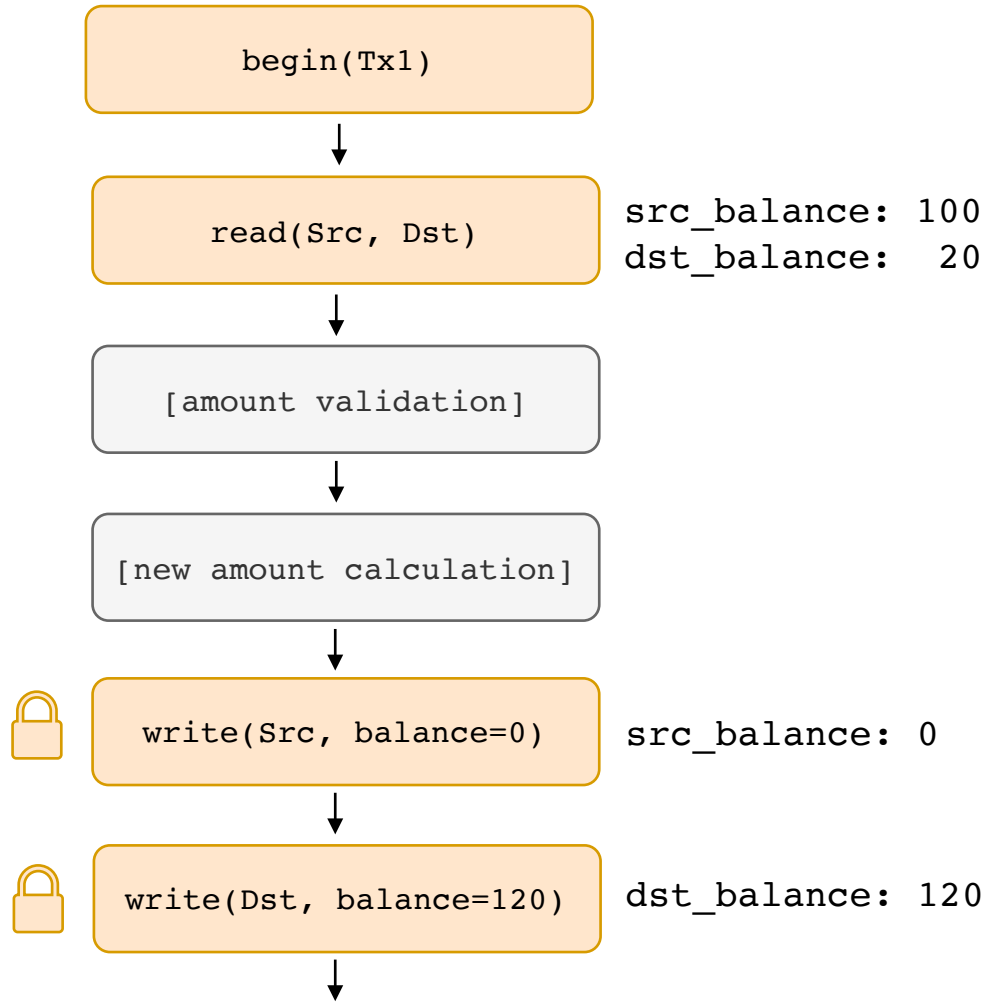 begin(Tx1)
read(Src, Dst)
src_balance: 100
dst_balance:  20
[amount validation]
[new amount calculation]
write(Src, balance=0)
src_balance: 0
write(Dst, balance=120)
dst_balance: 120